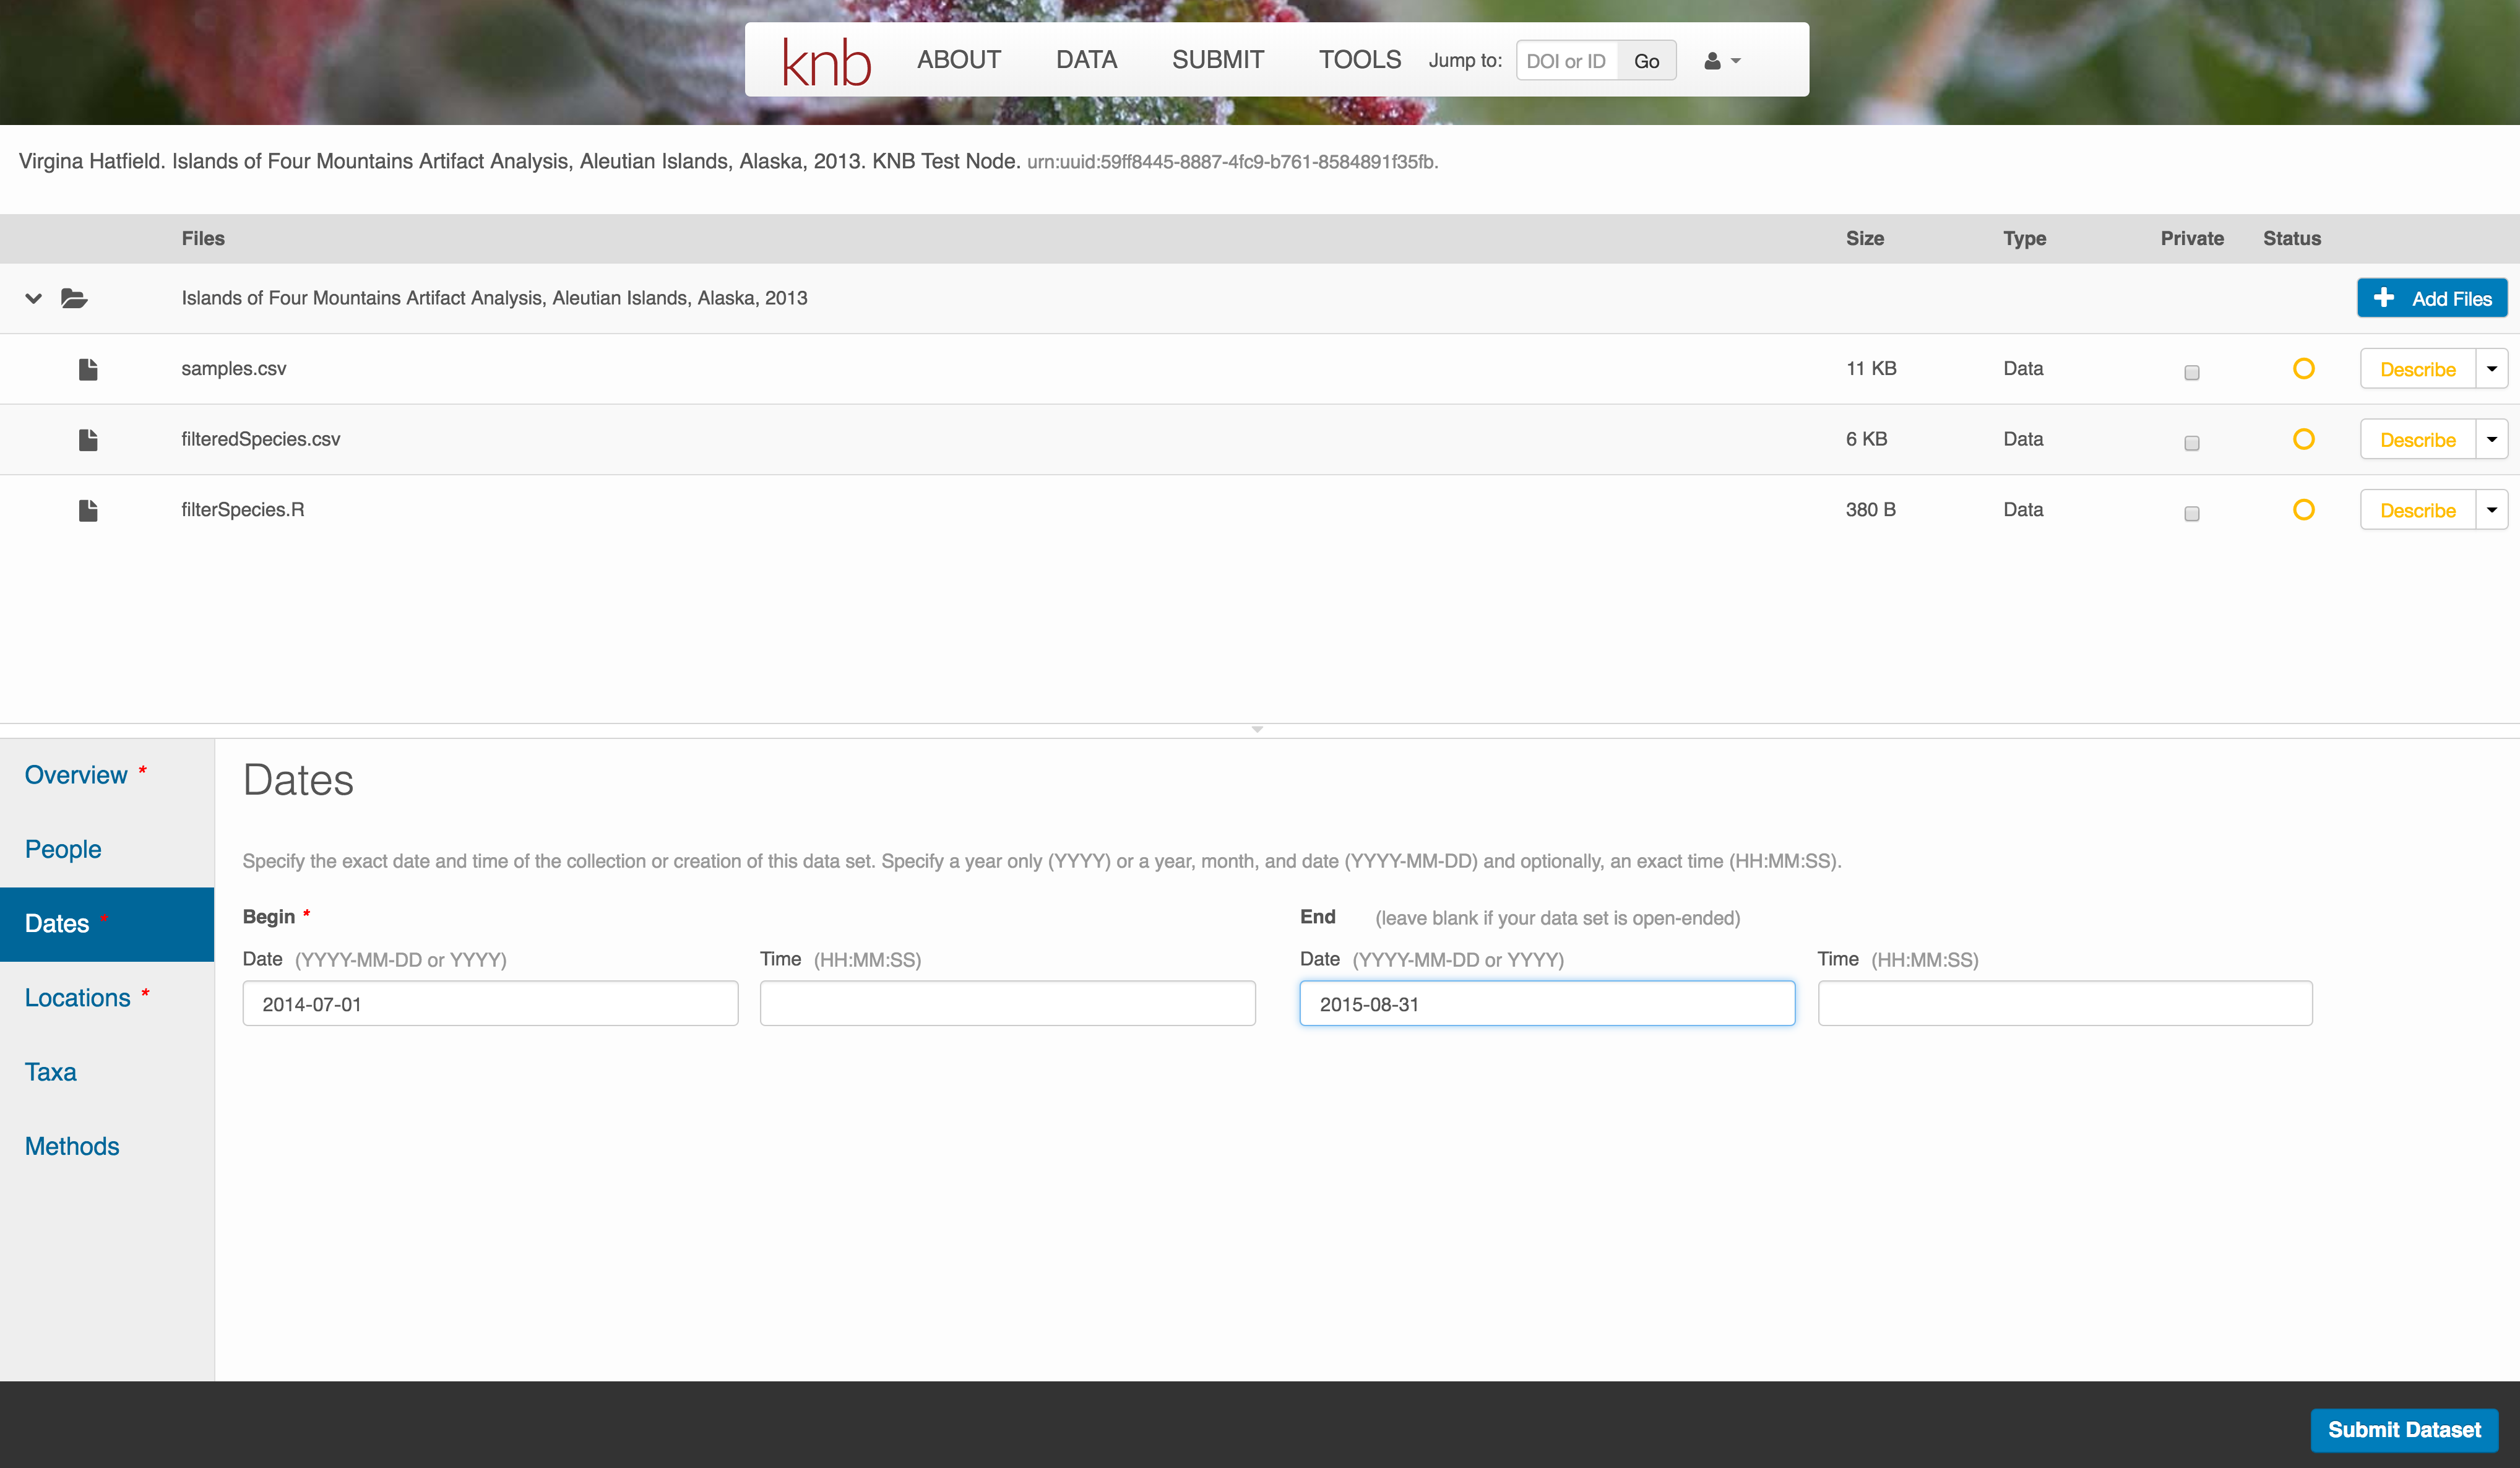 knb ABOUT DATA SUBMIT TOOLS Jump to: DOI or ID Go
Virginia Hatfield. Islands of Four Mountains Artifact Analysis, Aleutian Islands, Alaska, 2013. KNB Test Node. urn:uuid:59ff8445-8887-4fc9-b761-8584891f35fb.
Files Size Type Private Status
Islands of Four Mountains Artifact Analysis, Aleutian Islands, Alaska, 2013 Add Files
samples.csv 11 KB Data Describe
filteredSpecies.csv 6 KB Data Describe
filterSpecies.R 380 B Data Describe
Overview *
People
Dates *
Locations *
Taxa
Methods
Dates
Specify the exact date and time of the collection or creation of this data set. Specify a year only (YYYY) or a year, month, and date (YYYY-MM-DD) and optionally, an exact time (HH:MM:SS).
Begin * End (leave blank if your data set is open-ended)
Date (YYYY-MM-DD or YYYY) Time (HH:MM:SS) Date (YYYY-MM-DD or YYYY) Time (HH:MM:SS)
2014-07-01 2015-08-31
Submit Dataset